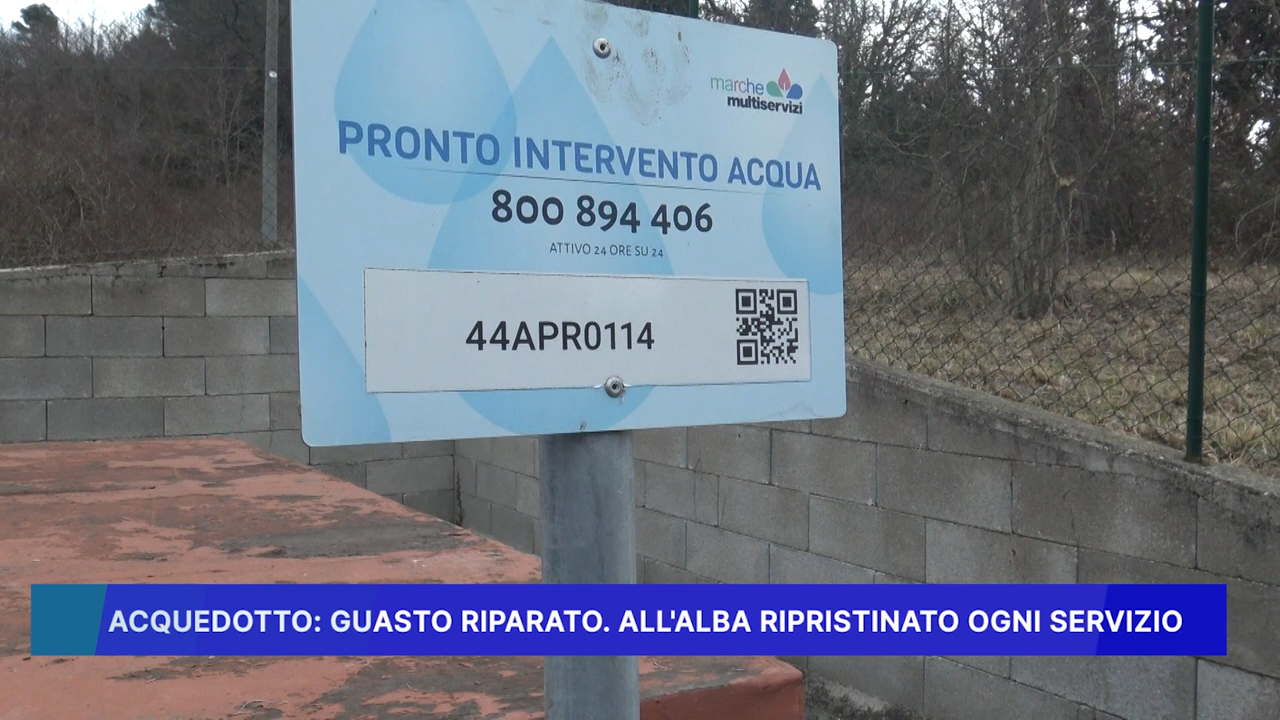 marche
multiservizi
PRONTO INTERVENTO ACQUA
800 894 406
ATTIVO 24 ORE SU 24
44APR0114
ACQUEDOTTO: GUASTO RIPARATO. ALL'ALBA RIPRISTINATO OGNI SERVIZIO